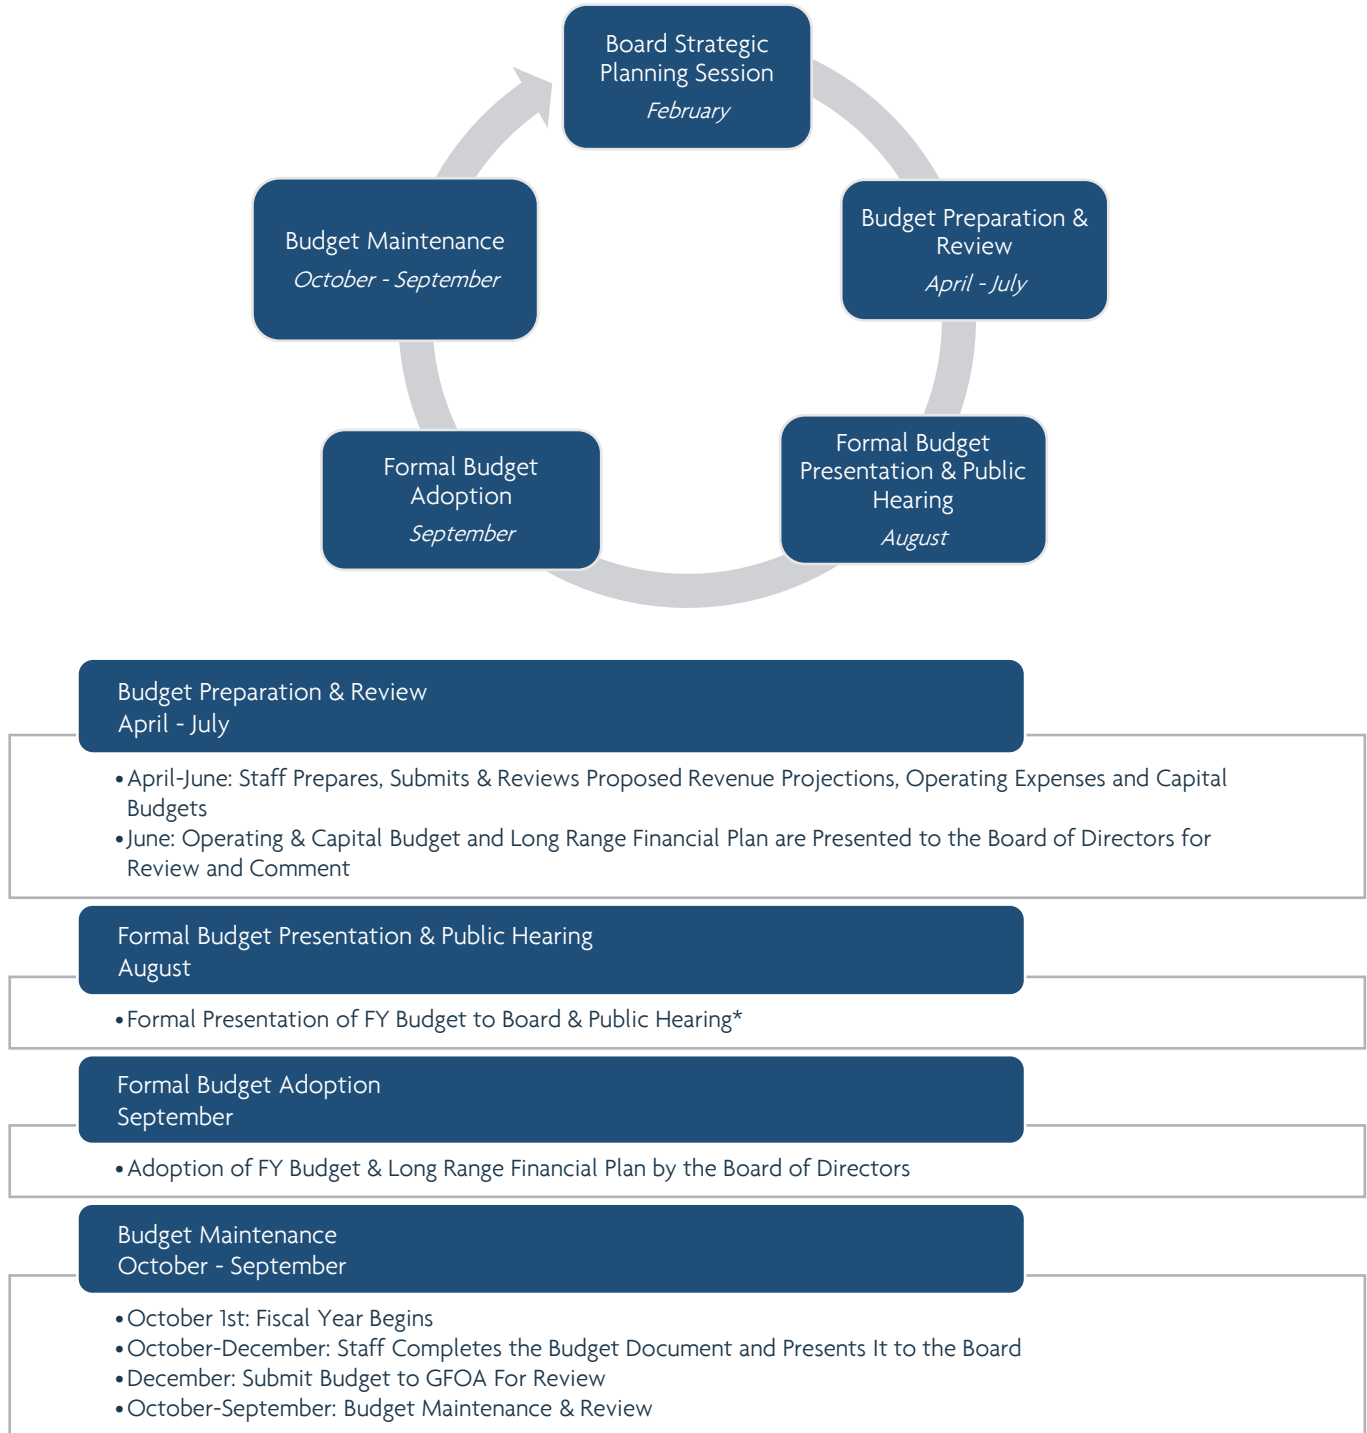 Board Strategic
Planning Session
February
Budget Preparation &
Review
April - July
Formal Budget
Presentation & Public
Hearing
August
Formal Budget
Adoption
September
Budget Maintenance
October - September
Budget Preparation & Review
April - July
•April-June: Staff Prepares, Submits & Reviews Proposed Revenue Projections, Operating Expenses and Capital
Budgets
•June: Operating & Capital Budget and Long Range Financial Plan are Presented to the Board of Directors for
Review and Comment
Formal Budget Presentation & Public Hearing
August
•Formal Presentation of FY Budget to Board & Public Hearing*
Formal Budget Adoption
September
•Adoption of FY Budget & Long Range Financial Plan by the Board of Directors
Budget Maintenance
October - September
•October 1st: Fiscal Year Begins
•October-December: Staff Completes the Budget Document and Presents It to the Board
•December: Submit Budget to GFOA For Review
•October-September: Budget Maintenance & Review